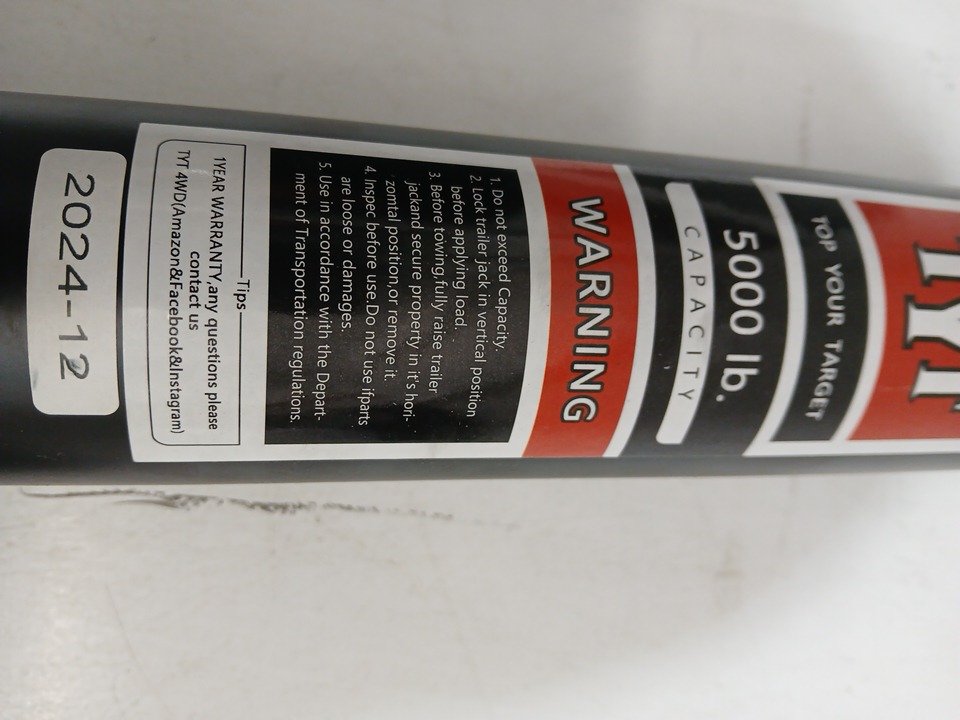 TYT
TOP YOUR TARGET
5000 lb.
CAPACITY
WARNING
1. Do not exceed Capacity.
2. Lock trailer jack in vertical position
before applying load.
3. Before towing,fully raise trailer
jackand secure property in it's hori-
zomtal position,or remove it.
4. Inspec before use.Do not use ifparts
are loose or damages.
5. Use in accordance with the Depart-
ment of Transportation regulations.
Tips
1YEAR WARRANTY,any questions please
contact us
TYT 4WD(Amazon&Facebook&Instagram)
2024-12